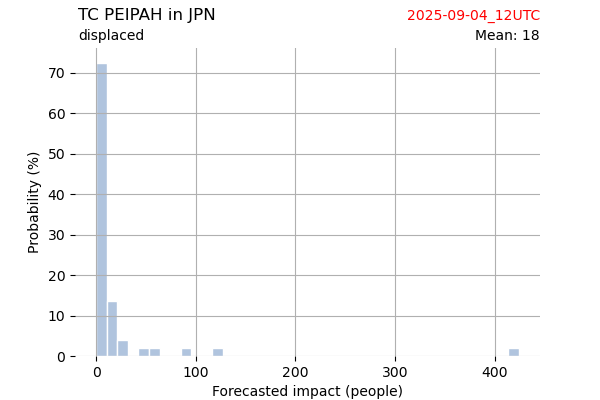 TC PEIPAH in JPN
2025-09-04_12UTC
displaced
Mean: 18
Probability (%)
70
60
50
40
30
20
10
0
0 100 200 300 400
Forecasted impact (people)